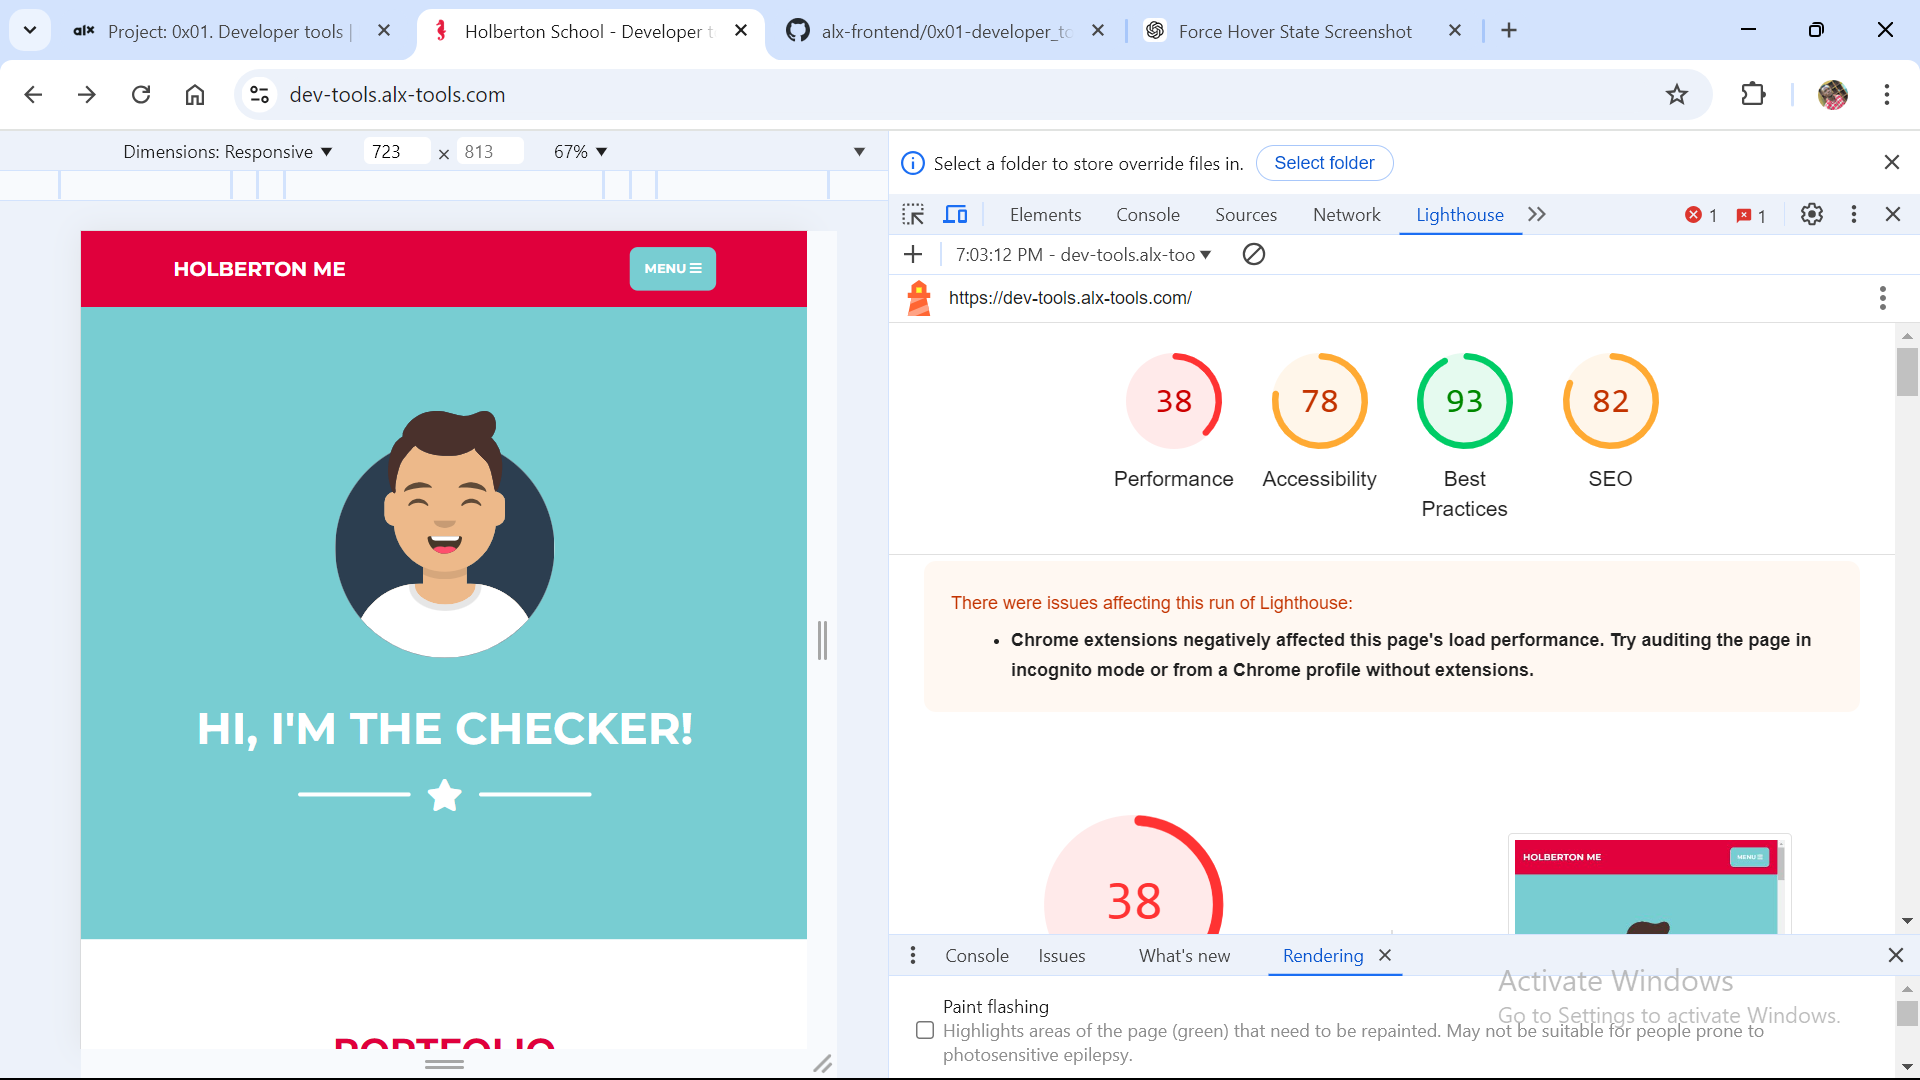 alx Project: 0x01. Developer tools |
Holberton School - Developer t
alx-frontend/0x01-developer_to
Force Hover State Screenshot
dev-tools.alx-tools.com
Dimensions: Responsive 723 × 813 67%
Select a folder to store override files in. Select folder
Elements Console Sources Network Lighthouse 1 1
7:03:12 PM - dev-tools.alx-too
https://dev-tools.alx-tools.com/
HOLBERTON ME MENU
HI, I'M THE CHECKER!
PORTFOLIO
38 78 93 82
Performance Accessibility Best Practices SEO
There were issues affecting this run of Lighthouse:
• Chrome extensions negatively affected this page's load performance. Try auditing the page in
incognito mode or from a Chrome profile without extensions.
38
HOLBERTON ME MENU
Console Issues What's new Rendering
Activate Windows
Go to Settings to activate Windows.
Paint flashing
Highlights areas of the page (green) that need to be repainted. May not be suitable for people prone to
photosensitive epilepsy.